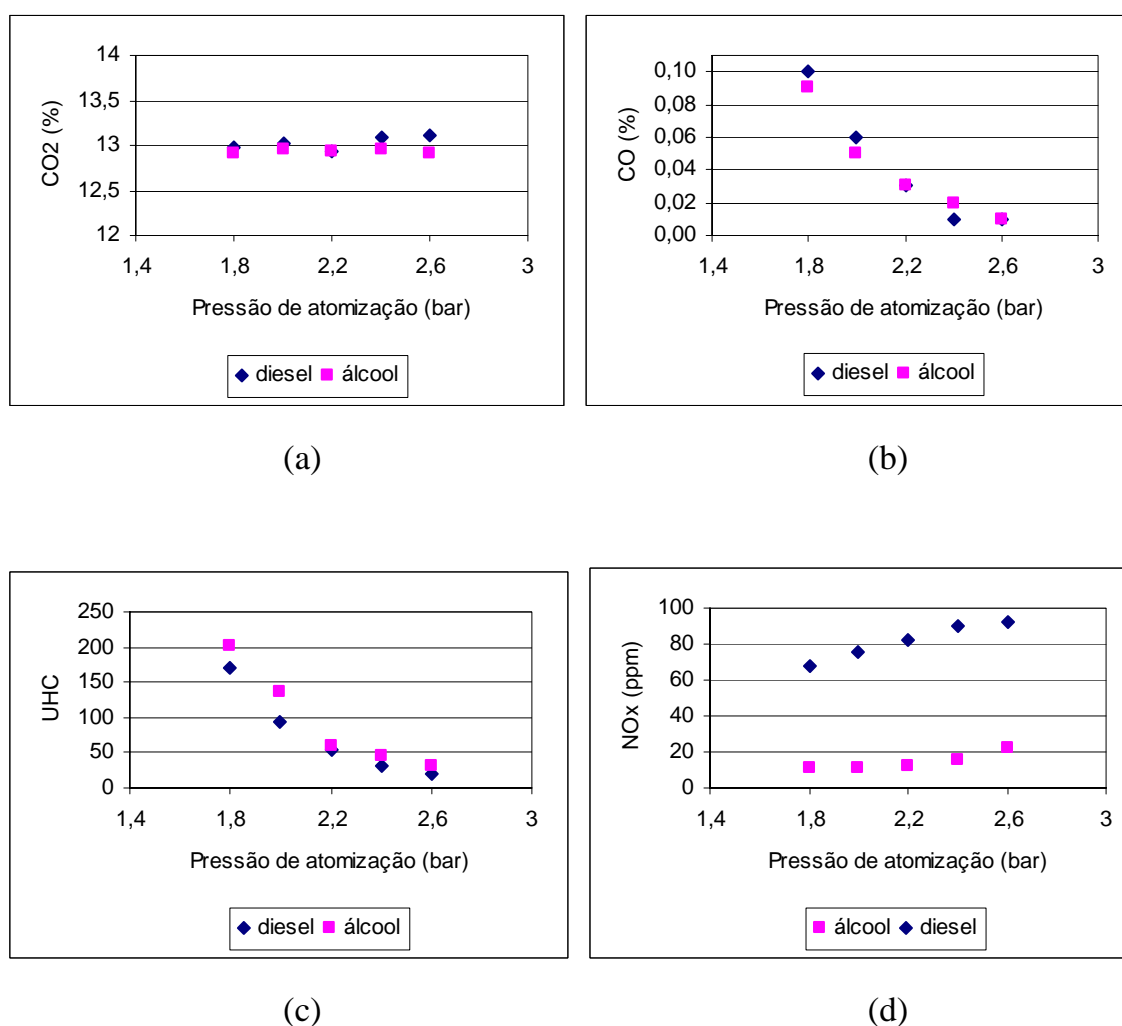 14
13,5
13
12,5
12
CO2 (%)
1,4 1,8 2,2 2,6 3
Pressão de atomização (bar)
diesel álcool
(a)
0,10
0,08
0,06
0,04
0,02
0,00
CO (%)
1,4 1,8 2,2 2,6 3
Pressão de atomização (bar)
diesel álcool
(b)
250
200
150
100
50
0
UHC
1,4 1,8 2,2 2,6 3
Pressão de atomização (bar)
diesel álcool
(c)
100
80
60
40
20
0
NOx (ppm)
1,4 1,8 2,2 2,6 3
Pressão de atomização (bar)
álcool diesel
(d)